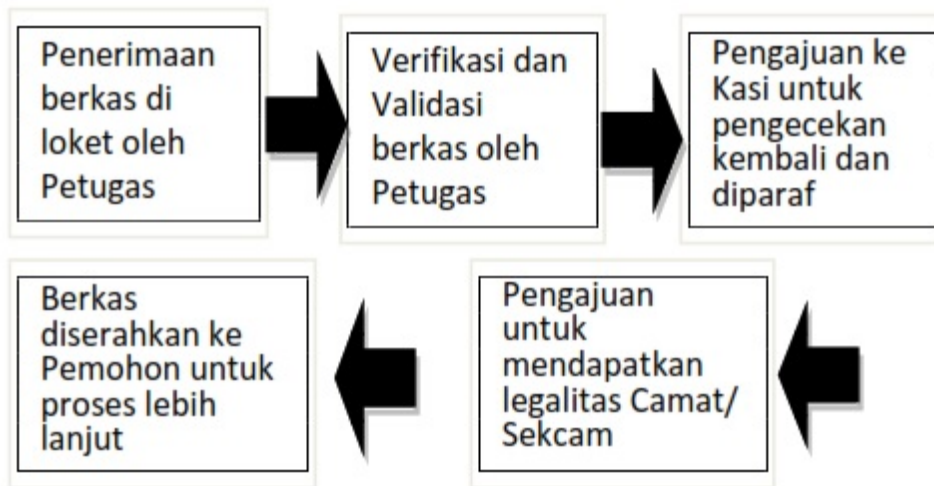 Penerimaan
berkas di
loket oleh
Petugas
Verifikasi dan
Validasi
berkas oleh
Petugas
Pengajuan ke
Kasi untuk
pengecekan
kembali dan
diparaf
Pengajuan
untuk
mendapatkan
legalitas Camat/
Sekcam
Berkas
diserahkan ke
Pemohon untuk
proses lebih
lanjut